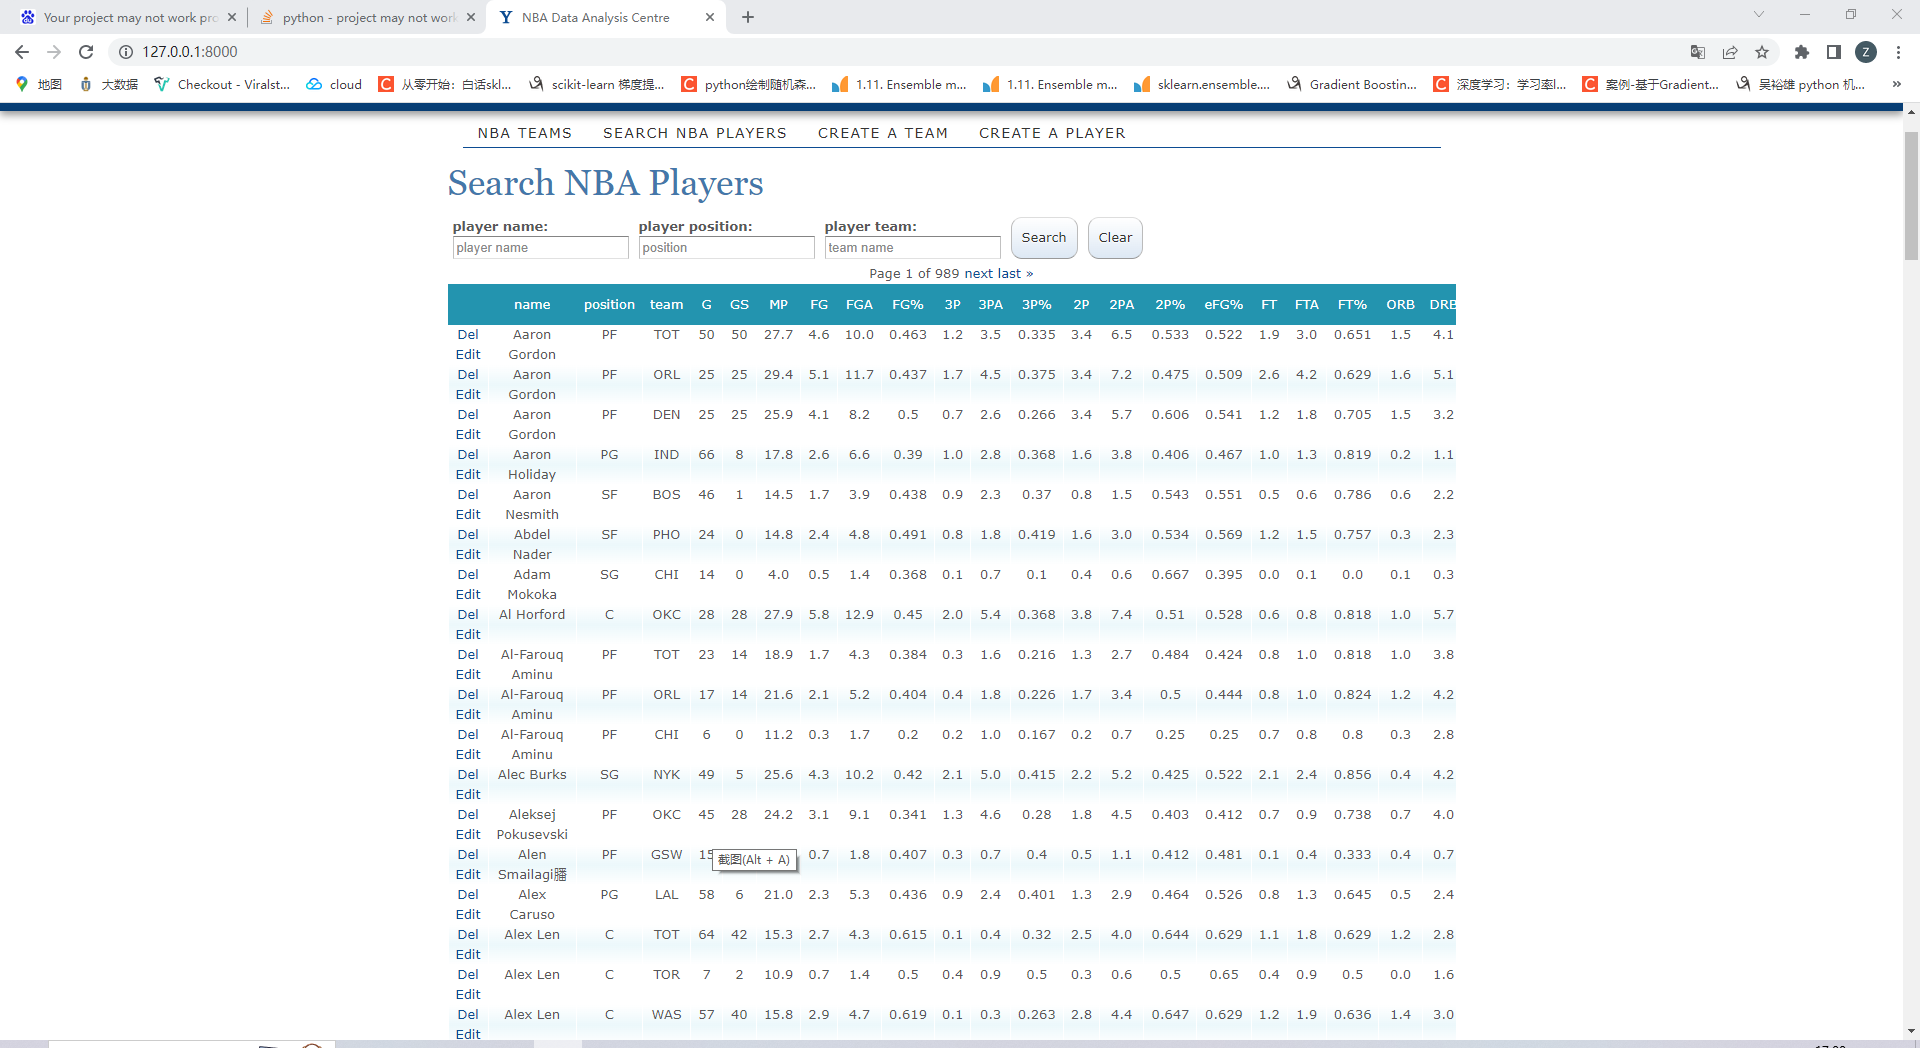 Your project may not work pro
python - project may not work
NBA Data Analysis Centre
127.0.0.1:8000
Z
地图 大数据 Checkout - Viralst... cloud 从零开始：白话skl... scikit-learn 梯度提... python绘制随机森... 1.11. Ensemble m... 1.11. Ensemble m... sklearn.ensemble.... Gradient Boostin... 深度学习：学习率l... 案例-基于Gradient... 吴裕雄 python 机... »
NBA TEAMS SEARCH NBA PLAYERS CREATE A TEAM CREATE A PLAYER
Search NBA Players
player name: player position: player team:
player name position team name Search Clear
Page 1 of 989 next last »
name position team G GS MP FG FGA FG% 3P 3PA 3P% 2P 2PA 2P% eFG% FT FTA FT% ORB DRB
Del Aaron PF TOT 50 50 27.7 4.6 10.0 0.463 1.2 3.5 0.335 3.4 6.5 0.533 0.522 1.9 3.0 0.651 1.5 4.1
Edit Gordon
Del Aaron PF ORL 25 25 29.4 5.1 11.7 0.437 1.7 4.5 0.375 3.4 7.2 0.475 0.509 2.6 4.2 0.629 1.6 5.1
Edit Gordon
Del Aaron PF DEN 25 25 25.9 4.1 8.2 0.5 0.7 2.6 0.266 3.4 5.7 0.606 0.541 1.2 1.8 0.705 1.5 3.2
Edit Gordon
Del Aaron PG IND 66 8 17.8 2.6 6.6 0.39 1.0 2.8 0.368 1.6 3.8 0.406 0.467 1.0 1.3 0.819 0.2 1.1
Edit Holiday
Del Aaron SF BOS 46 1 14.5 1.7 3.9 0.438 0.9 2.3 0.37 0.8 1.5 0.543 0.551 0.5 0.6 0.786 0.6 2.2
Edit Nesmith
Del Abdel SF PHO 24 0 14.8 2.4 4.8 0.491 0.8 1.8 0.419 1.6 3.0 0.534 0.569 1.2 1.5 0.757 0.3 2.3
Edit Nader
Del Adam SG CHI 14 0 4.0 0.5 1.4 0.368 0.1 0.7 0.1 0.4 0.6 0.667 0.395 0.0 0.1 0.0 0.1 0.3
Edit Mokoka
Del Al Horford C OKC 28 28 27.9 5.8 12.9 0.45 2.0 5.4 0.368 3.8 7.4 0.51 0.528 0.6 0.8 0.818 1.0 5.7
Edit
Del Al-Farouq PF TOT 23 14 18.9 1.7 4.3 0.384 0.3 1.6 0.216 1.3 2.7 0.484 0.424 0.8 1.0 0.818 1.0 3.8
Edit Aminu
Del Al-Farouq PF ORL 17 14 21.6 2.1 5.2 0.404 0.4 1.8 0.226 1.7 3.4 0.5 0.444 0.8 1.0 0.824 1.2 4.2
Edit Aminu
Del Al-Farouq PF CHI 6 0 11.2 0.3 1.7 0.2 0.2 1.0 0.167 0.2 0.7 0.25 0.25 0.7 0.8 0.8 0.3 2.8
Edit Aminu
Del Alec Burks SG NYK 49 5 25.6 4.3 10.2 0.42 2.1 5.0 0.415 2.2 5.2 0.425 0.522 2.1 2.4 0.856 0.4 4.2
Edit
Del Aleksej PF OKC 45 28 24.2 3.1 9.1 0.341 1.3 4.6 0.28 1.8 4.5 0.403 0.412 0.7 0.9 0.738 0.7 4.0
Edit Pokusevski
Del Alen PF GSW 15 截图(Alt + A) 0.7 1.8 0.407 0.3 0.7 0.4 0.5 1.1 0.412 0.481 0.1 0.4 0.333 0.4 0.7
Edit
Del Alex PG LAL 58 6 21.0 2.3 5.3 0.436 0.9 2.4 0.401 1.3 2.9 0.464 0.526 0.8 1.3 0.645 0.5 2.4
Edit Caruso
Del Alex Len C TOT 64 42 15.3 2.7 4.3 0.615 0.1 0.4 0.32 2.5 4.0 0.644 0.629 1.1 1.8 0.629 1.2 2.8
Edit
Del Alex Len C TOR 7 2 10.9 0.7 1.4 0.5 0.4 0.9 0.5 0.3 0.6 0.5 0.65 0.4 0.9 0.5 0.0 1.6
Edit
Del Alex Len C WAS 57 40 15.8 2.9 4.7 0.619 0.1 0.3 0.263 2.8 4.4 0.647 0.629 1.2 1.9 0.636 1.4 3.0
Edit